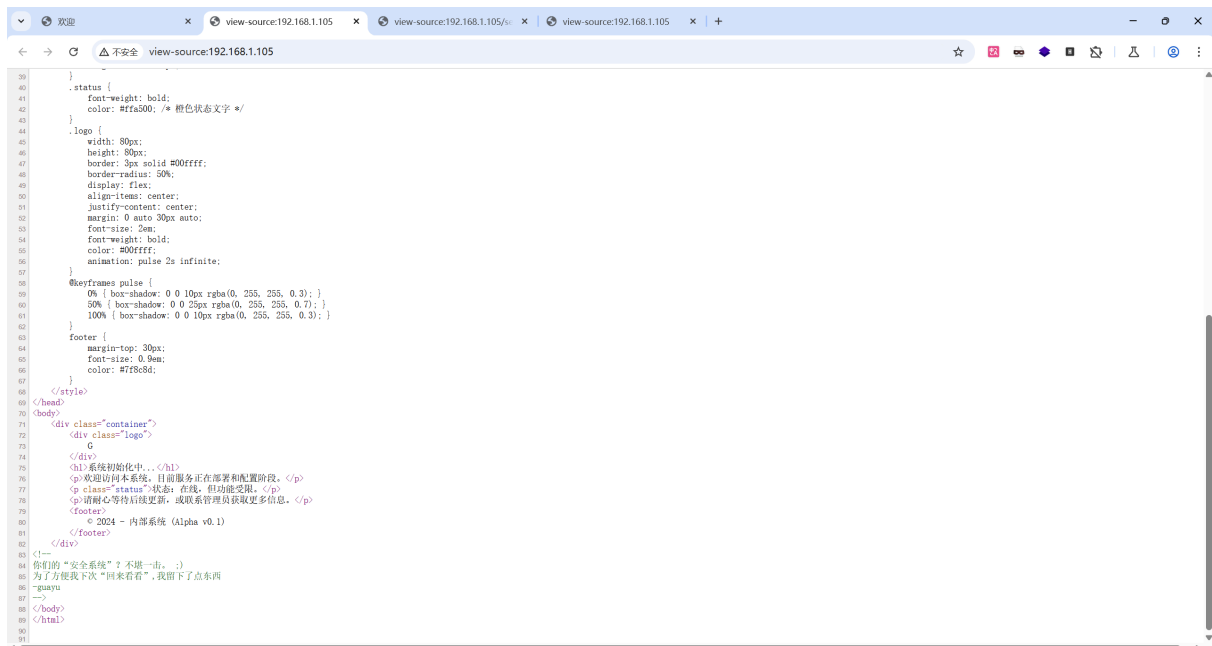 欢迎
view-source:192.168.1.105
view-source:192.168.1.105/se
view-source:192.168.1.105
不安全 view-source:192.168.1.105
39 }
40 .status {
41 font-weight: bold;
42 color: #ffa500; /* 橙色状态文字 */
43 }
44 .logo {
45 width: 80px;
46 height: 80px;
47 border: 3px solid #00ffff;
48 border-radius: 50%;
49 display: flex;
50 align-items: center;
51 justify-content: center;
52 margin: 0 auto 30px auto;
53 font-size: 2em;
54 font-weight: bold;
55 color: #00ffff;
56 animation: pulse 2s infinite;
57 }
58 @keyframes pulse {
59 0% { box-shadow: 0 0 10px rgba(0, 255, 255, 0.3); }
60 50% { box-shadow: 0 0 25px rgba(0, 255, 255, 0.7); }
61 100% { box-shadow: 0 0 10px rgba(0, 255, 255, 0.3); }
62 }
63 footer {
64 margin-top: 30px;
65 font-size: 0.9em;
66 color: #7f8c8d;
67 }
68 </style>
69 </head>
70 <body>
71 <div class="container">
72 <div class="logo">
73 G
74 </div>
75 <h1>系统初始化中...</h1>
76 <p>欢迎访问本系统。目前服务正在部署和配置阶段。</p>
77 <p class="status">状态：在线，但功能受限。</p>
78 <p>请耐心等待后续更新，或联系管理员获取更多信息。</p>
79 <footer>
80 © 2024 - 内部系统 (Alpha v0.1)
81 </footer>
82 </div>
83 <!--
84 你们的“安全系统”？不堪一击。 ;)
85 为了方便我下次“回来看看”,我留下了点东西
86 -guayu
87 -->
88 </body>
89 </html>
90
91